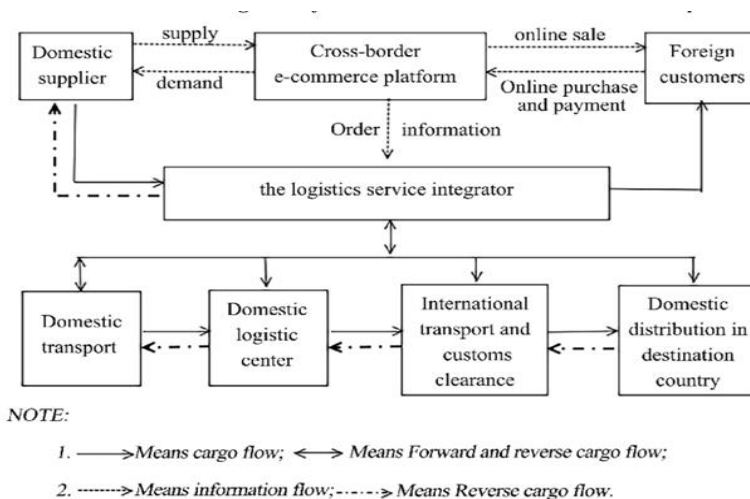 supply
online sale
Domestic
supplier
Cross-border
e-commerce platform
Foreign
customers
demand
Online purchase
and payment
Order information
the logistics service integrator
Domestic
transport
Domestic
logistic
center
International
transport and
customs
clearance
Domestic
distribution in
destination
country
NOTE:
1. Means cargo flow; Means Forward and reverse cargo flow;
2. Means information flow; Means Reverse cargo flow.